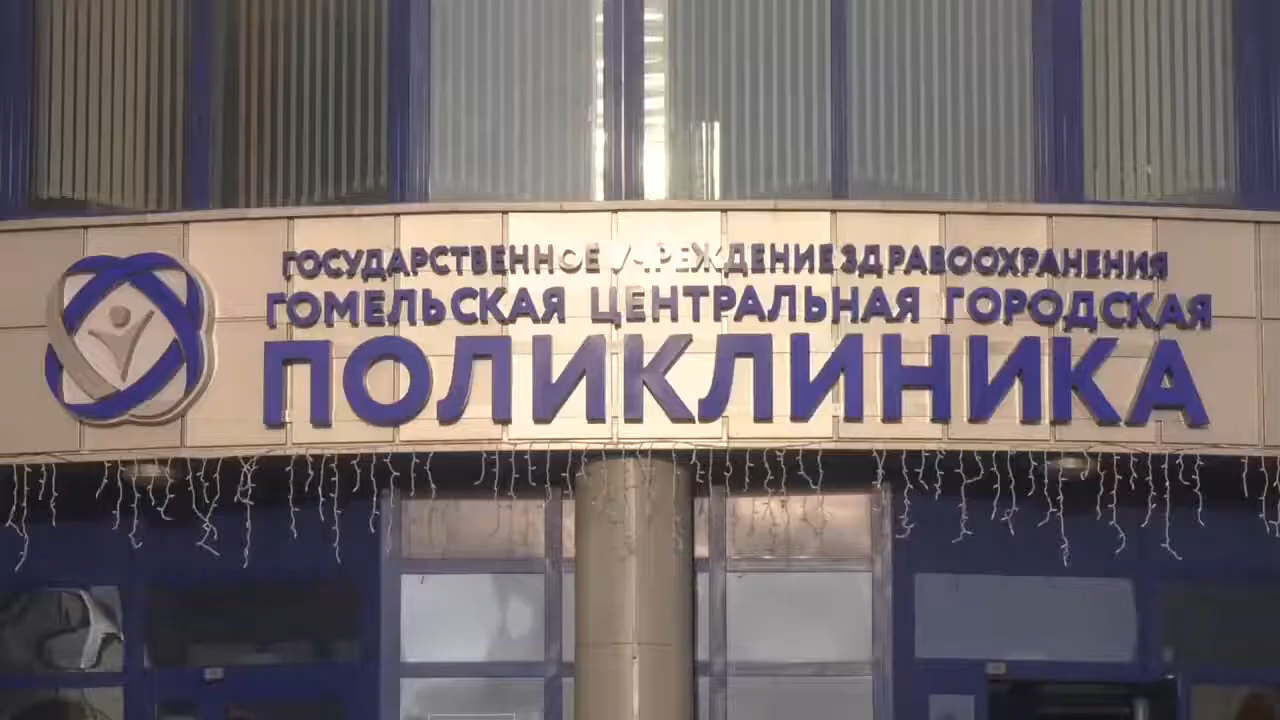 ГОСУДАРСТВЕННОЕ УЧРЕЖДЕНИЕ ЗДРАВООХРАНЕНИЯ
ГОМЕЛЬСКАЯ ЦЕНТРАЛЬНАЯ ГОРОДСКАЯ
ПОЛИКЛИНИКА